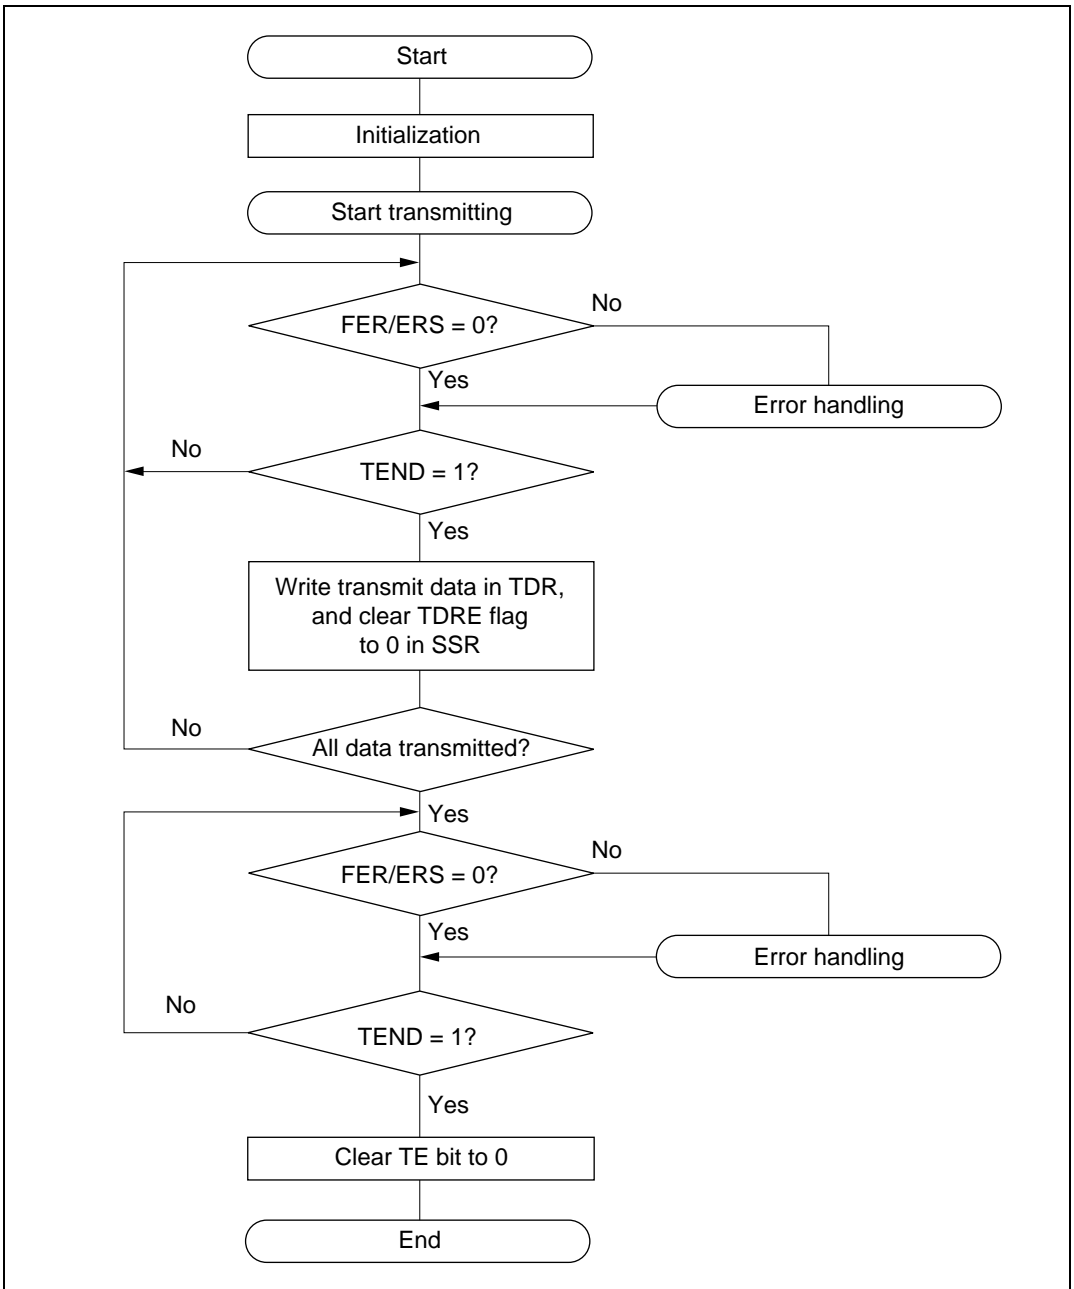 Start
Initialization
Start transmitting
FER/ERS = 0?
No
Yes
Error handling
No
TEND = 1?
Yes
Write transmit data in TDR,
and clear TDRE flag
to 0 in SSR
No
All data transmitted?
Yes
FER/ERS = 0?
No
Yes
Error handling
No
TEND = 1?
Yes
Clear TE bit to 0
End